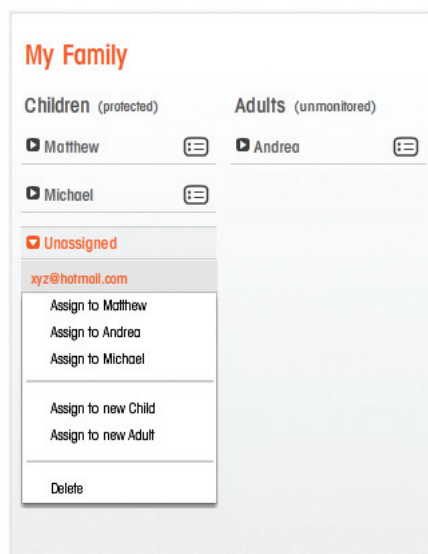 My Family
Children (protected)
Adults (unmonitored)
Matthew
Andrea
Michael
Unassigned
xyz@hotmail.com
Assign to Matthew
Assign to Andrea
Assign to Michael
Assign to new Child
Assign to new Adult
Delete